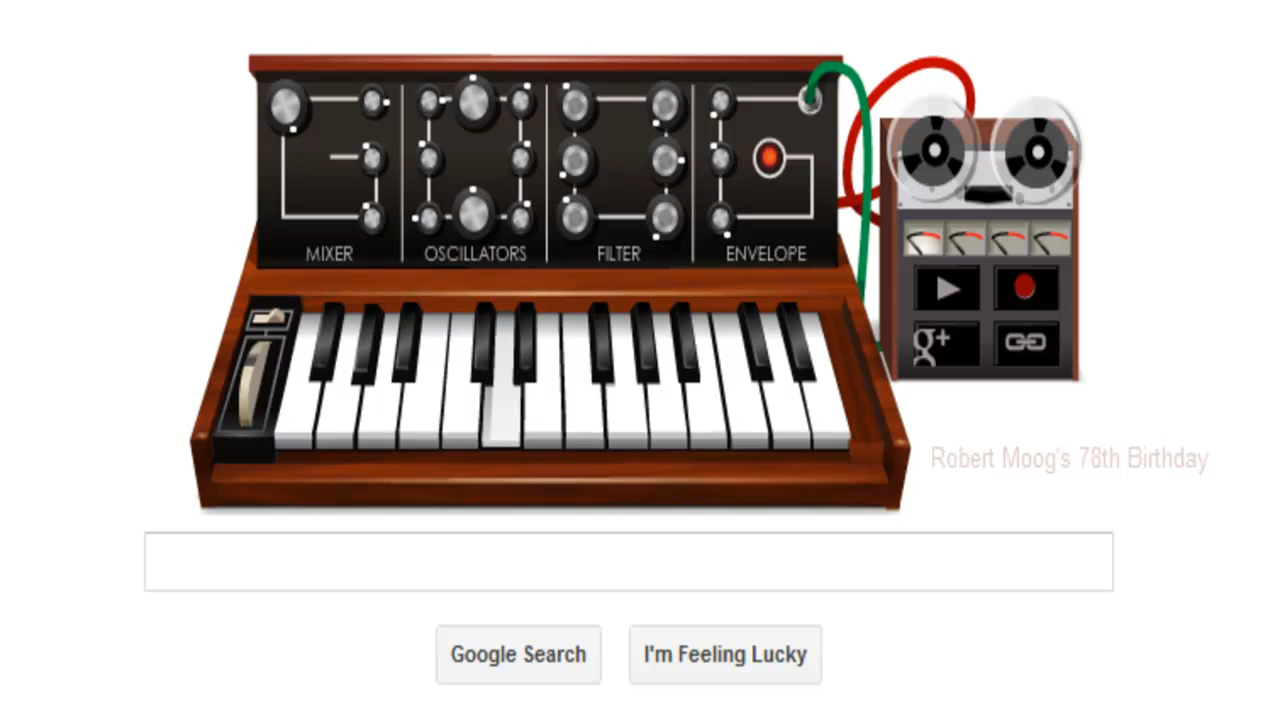 MIXER
OSCILLATORS
FILTER
ENVELOPE
g+
Robert Moog's 78th Birthday
Google Search
I'm Feeling Lucky